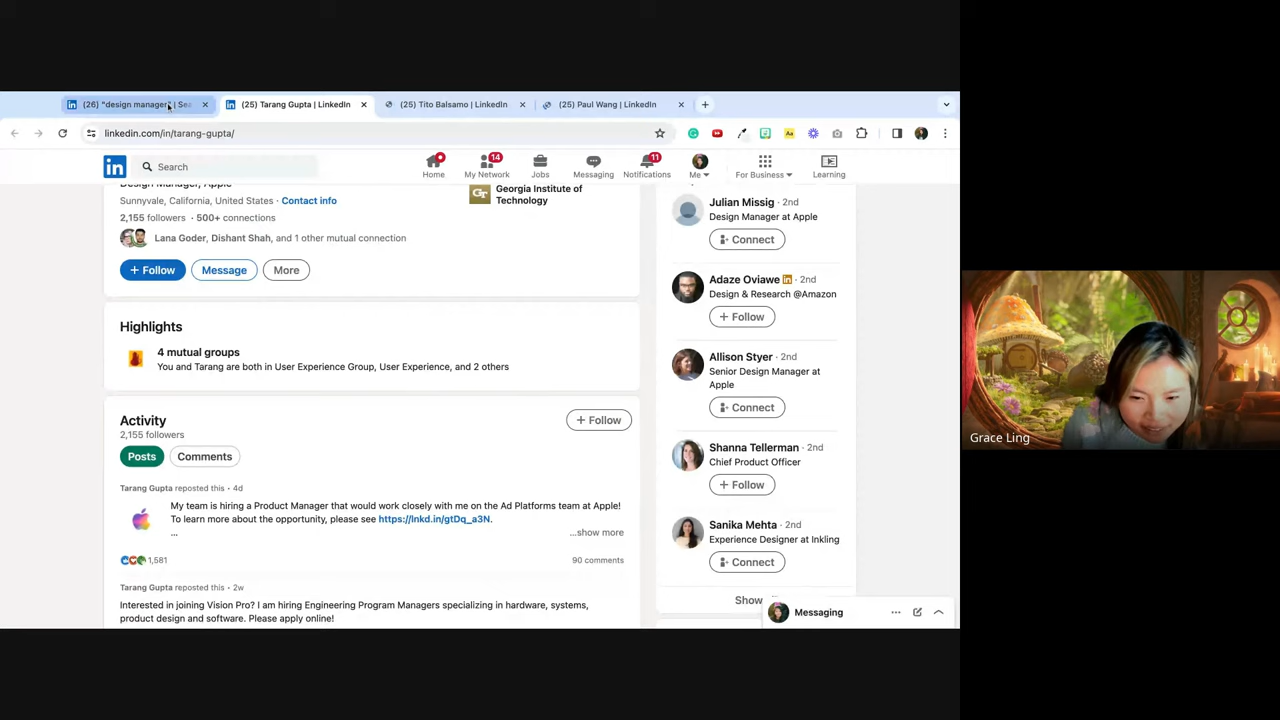 (26) "design manager" | Sea
(25) Tarang Gupta | LinkedIn
(25) Tito Balsamo | LinkedIn
(25) Paul Wang | LinkedIn
linkedin.com/in/tarang-gupta/
Search
14
11
Home
My Network
Jobs
Messaging
Notifications
Me
For Business
Learning
Design Manager, Apple
Sunnyvale, California, United States · Contact info
2,155 followers · 500+ connections
Lana Goder, Dishant Shah, and 1 other mutual connection
+ Follow
Message
More
GT
Georgia Institute of
Technology
Highlights
4 mutual groups
You and Tarang are both in User Experience Group, User Experience, and 2 others
Activity
2,155 followers
+ Follow
Posts
Comments
Tarang Gupta reposted this · 4d
My team is hiring a Product Manager that would work closely with me on the Ad Platforms team at Apple!
To learn more about the opportunity, please see https://lnkd.in/gtDq_a3N.
...
...show more
1,581
90 comments
Tarang Gupta reposted this · 2w
Interested in joining Vision Pro? I am hiring Engineering Program Managers specializing in hardware, systems,
product design and software. Please apply online!
Julian Missig · 2nd
Design Manager at Apple
Connect
Adaze Oviawe in · 2nd
Design & Research @Amazon
+ Follow
Allison Styer · 2nd
Senior Design Manager at
Apple
Connect
Shanna Tellerman · 2nd
Chief Product Officer
+ Follow
Sanika Mehta · 2nd
Experience Designer at Inkling
Connect
Show
Messaging
Grace Ling